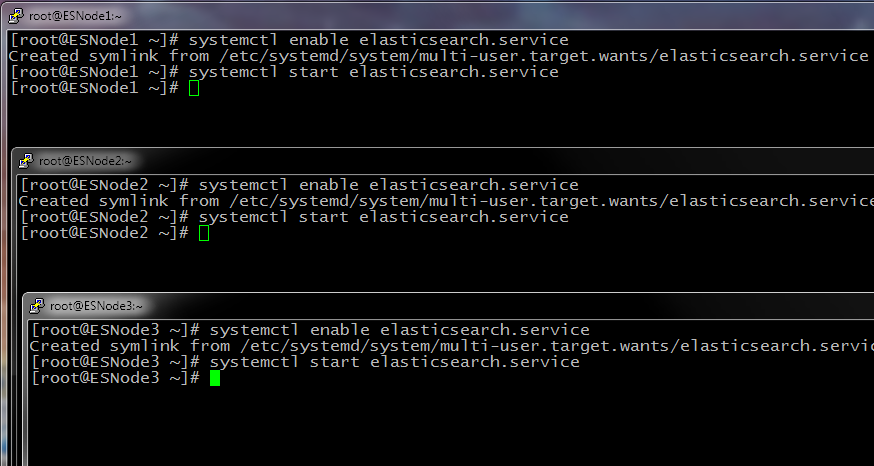 root@ESNode1:~
[root@ESNode1 ~]# systemctl enable elasticsearch.service
Created symlink from /etc/systemd/system/multi-user.target.wants/elasticsearch.service
[root@ESNode1 ~]# systemctl start elasticsearch.service
[root@ESNode1 ~]#
root@ESNode2:~
[root@ESNode2 ~]# systemctl enable elasticsearch.service
Created symlink from /etc/systemd/system/multi-user.target.wants/elasticsearch.service
[root@ESNode2 ~]# systemctl start elasticsearch.service
[root@ESNode2 ~]#
root@ESNode3:~
[root@ESNode3 ~]# systemctl enable elasticsearch.service
Created symlink from /etc/systemd/system/multi-user.target.wants/elasticsearch.servic
[root@ESNode3 ~]# systemctl start elasticsearch.service
[root@ESNode3 ~]#